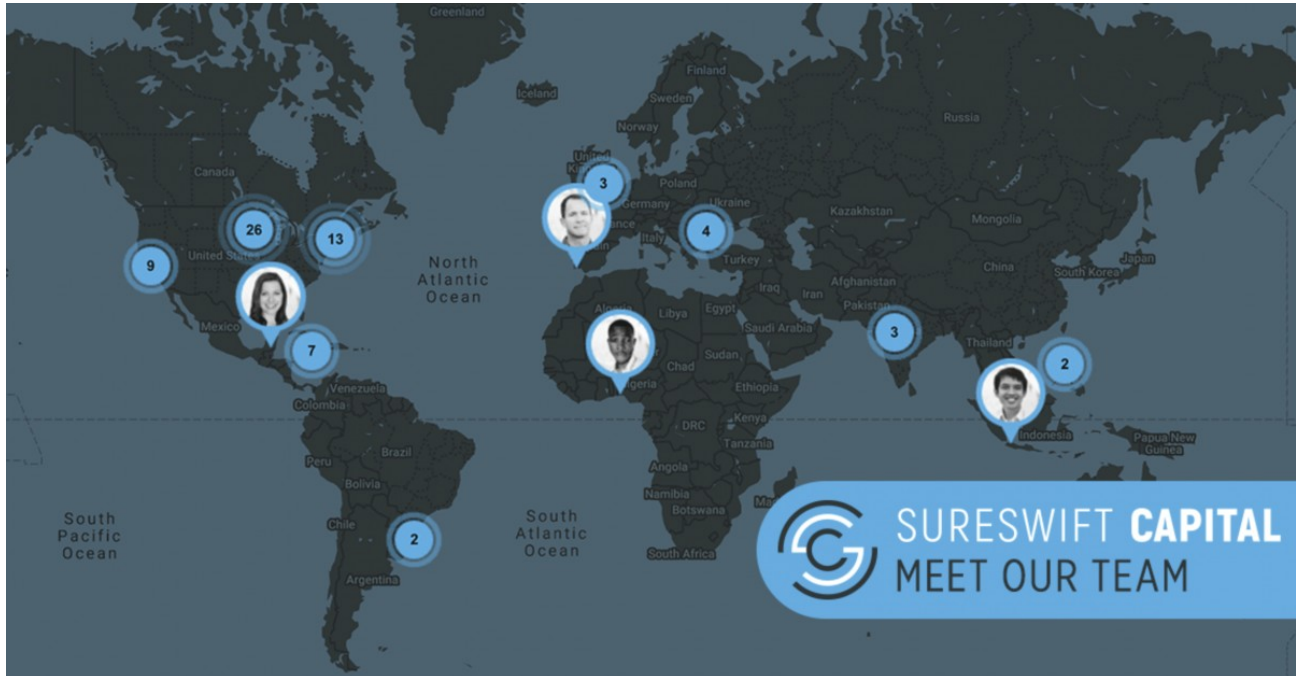 Greenland
Iceland
Finland
Sweden
Norway
Russia
United
3
Canada
Poland
Germany
Ukraine
Kazakhstan
Mongolia
26
13
4
Italy
United States
9
Turkey
North
Atlantic
Ocean
China
South Korea
Japan
Afghanistan
Iraq
Iran
Pakistan
Algeria
Libya
Egypt
Saudi Arabia
Mexico
3
7
Thailand
2
Chad
Sudan
Venezuela
Ethiopia
Colombia
DRC
Kenya
Indonesia
Papua New
Guinea
Tanzania
Peru
Brazil
Angola
Bolivia
Namibia
Botswana
South
Pacific
Ocean
Chile
2
South
Atlantic
Ocean
South Africa
Argentina
SURESWIFT CAPITAL
MEET OUR TEAM